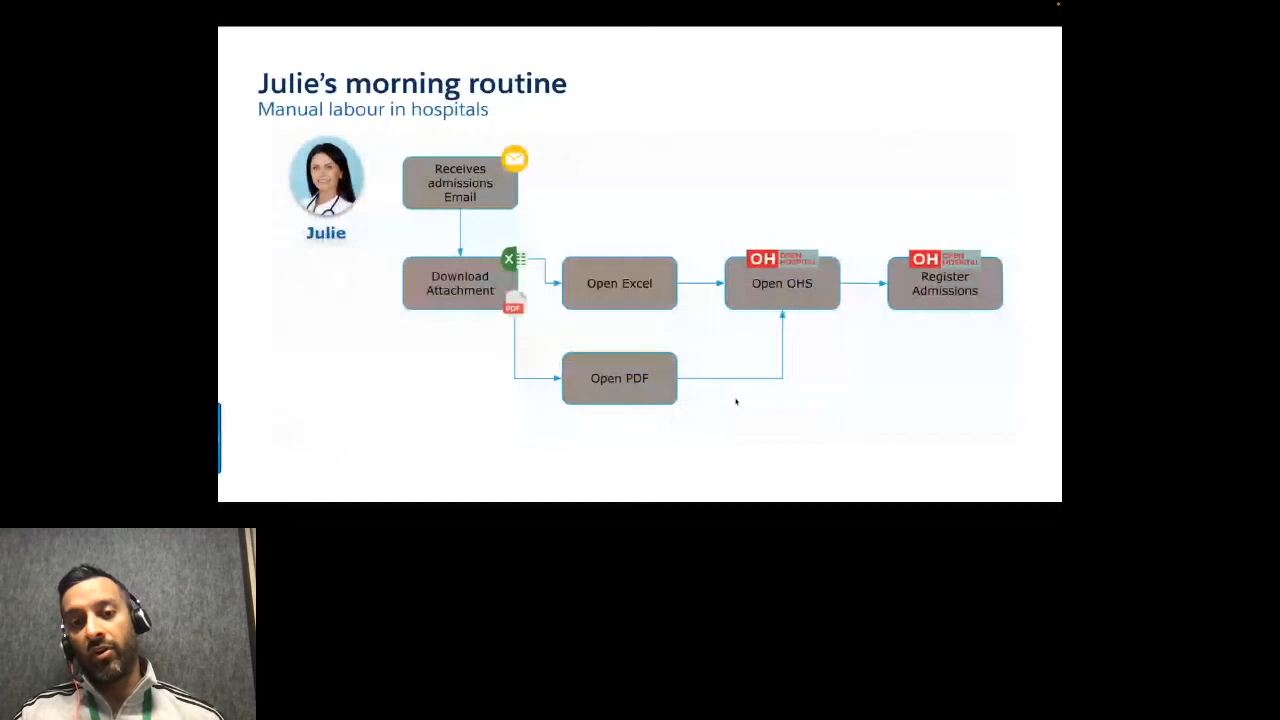 Julie's morning routine
Manual labour in hospitals
Receives
admissions
Email
Julie
Download
Attachment
X
PDF
Open Excel
OH OPEN
HOSPITAL
Open OHS
OH OPEN
HOSPITAL
Register
Admissions
Open PDF